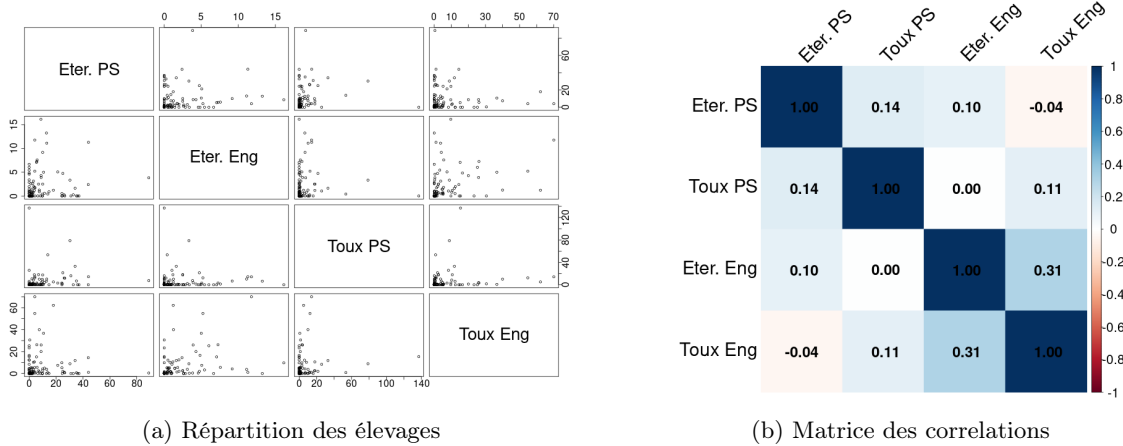 0 5 10 15
0 10 30 50 70
Eter. PS
0 20 40 60 80
0 5 10 15
Eter. Eng
Toux PS
0 40 80 120
0 20 40 60 80
0 10 20 30 40 50 60 70
Toux Eng
0 20 60 100 140
(a) Répartition des élevages
Eter. PS Toux PS Eter. Eng Toux Eng
Eter. PS 1.00 0.14 0.10 -0.04
Toux PS 0.14 1.00 0.00 0.11
Eter. Eng 0.10 0.00 1.00 0.31
Toux Eng -0.04 0.11 0.31 1.00
1
0.8
0.6
0.4
0.2
0
-0.2
-0.4
-0.6
-0.8
-1
(b) Matrice des correlations